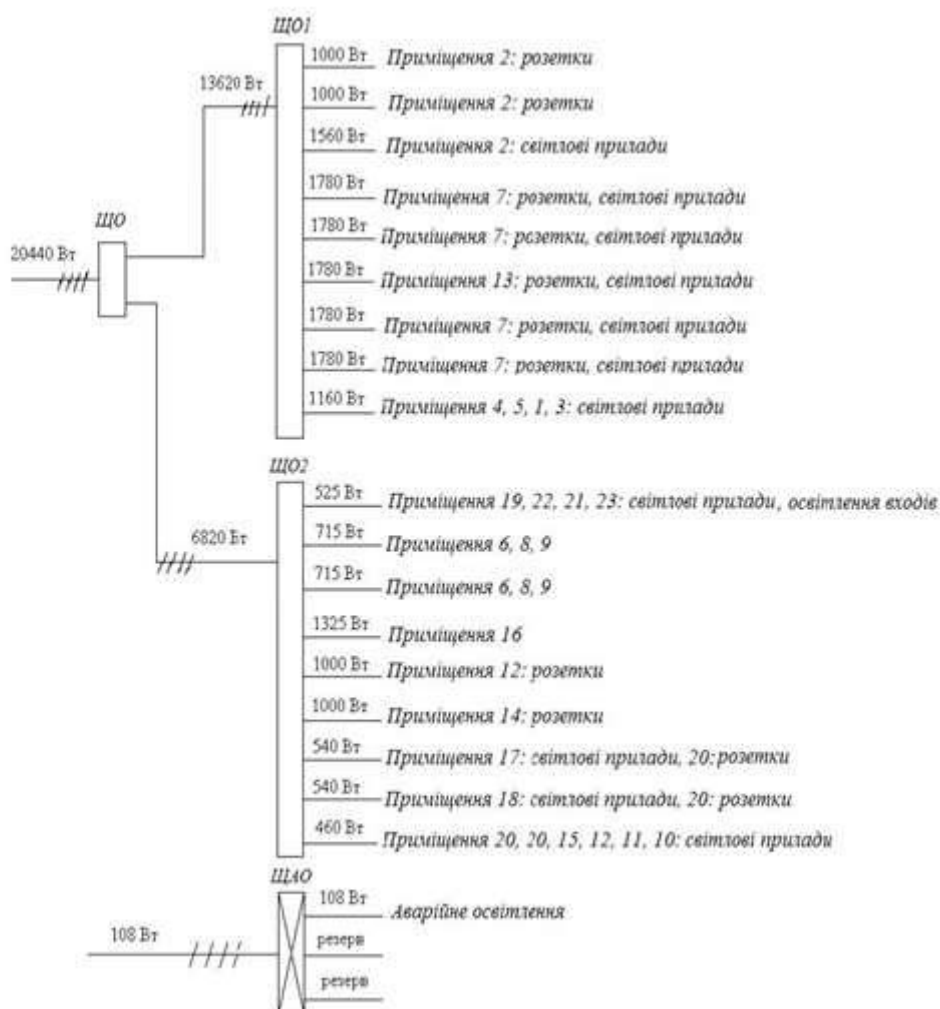 ЩО1
1000 Вт Приміщення 2: розетки
13620 Вт
1000 Вт Приміщення 2: розетки
1560 Вт Приміщення 2: світлові прилади
1780 Вт Приміщення 7: розетки, світлові прилади
ЩО
1780 Вт Приміщення 7: розетки, світлові прилади
20440 Вт
1780 Вт Приміщення 13: розетки, світлові прилади
1780 Вт Приміщення 7: розетки, світлові прилади
1780 Вт Приміщення 7: розетки, світлові прилади
1160 Вт Приміщення 4, 5, 1, 3: світлові прилади
ЩО2
525 Вт Приміщення 19, 22, 21, 23: світлові прилади, освітлення входів
6820 Вт
715 Вт Приміщення 6, 8, 9
715 Вт Приміщення 6, 8, 9
1325 Вт Приміщення 16
1000 Вт Приміщення 12: розетки
1000 Вт Приміщення 14: розетки
540 Вт Приміщення 17: світлові прилади, 20: розетки
540 Вт Приміщення 18: світлові прилади, 20: розетки
460 Вт Приміщення 20, 20, 15, 12, 11, 10: світлові прилади
ЩАО
108 Вт Аварійне освітлення
108 Вт
резерв
резерв